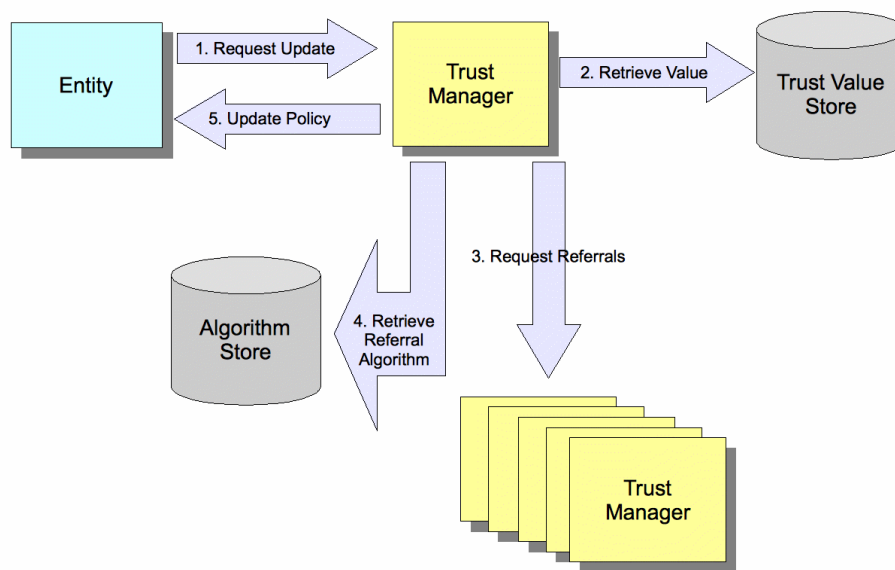 1. Request Update
Entity
Trust
Manager
2. Retrieve Value
Trust Value
Store
5. Update Policy
3. Request Referrals
Algorithm
Store
4. Retrieve
Referral
Algorithm
Trust
Manager